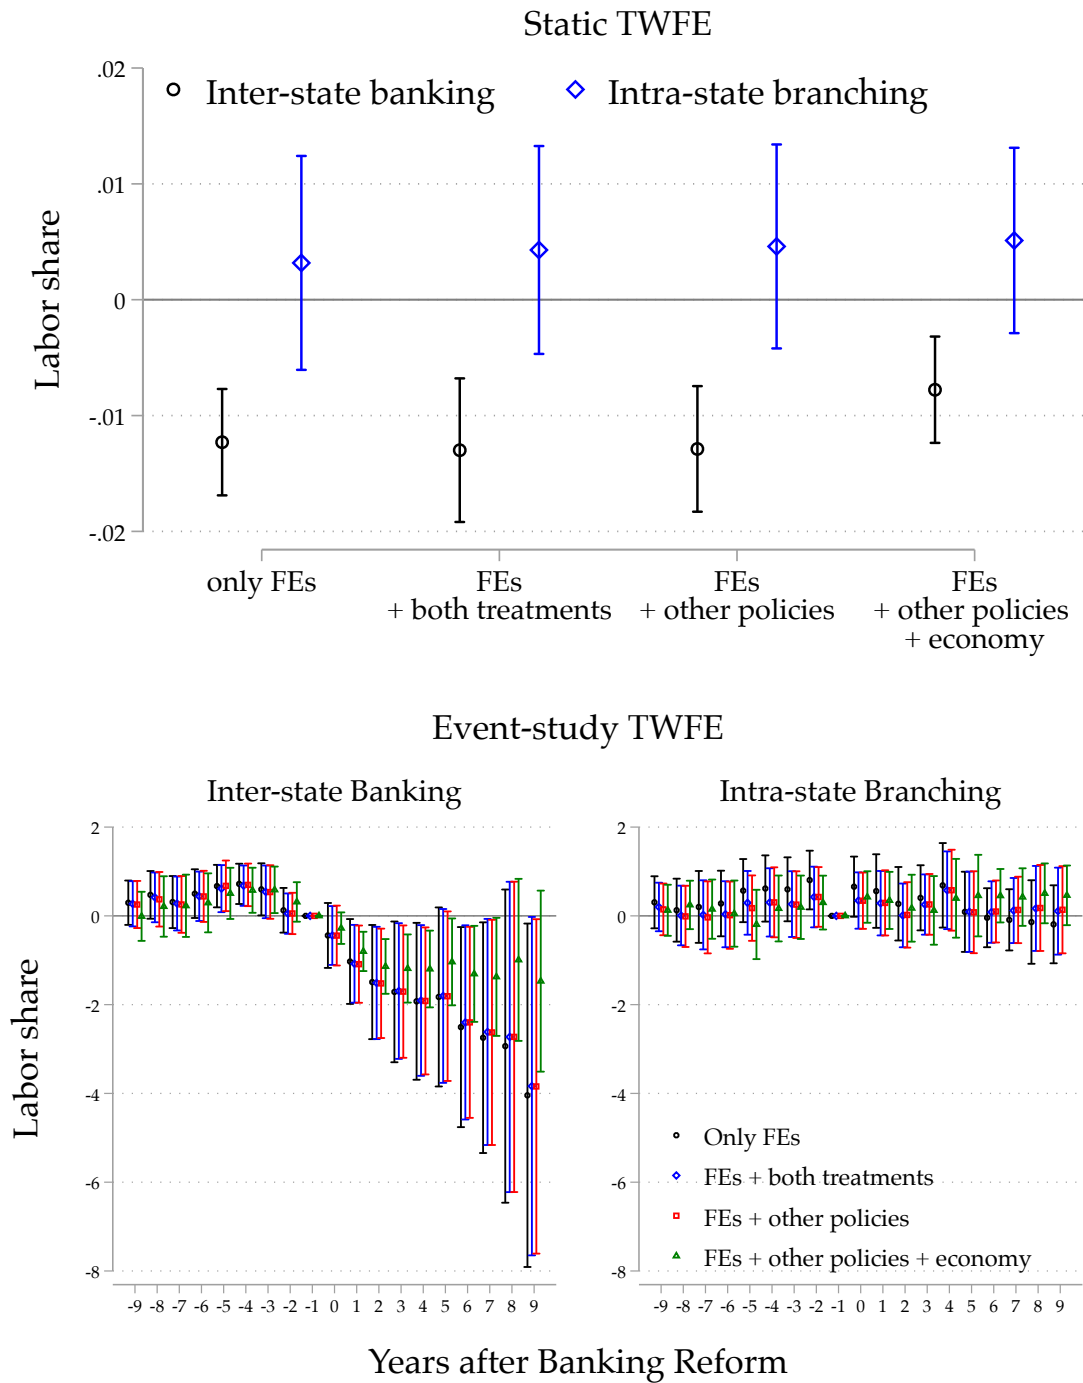 Static TWFE
Inter-state banking
Intra-state branching
Labor share
.02
.01
0
-.01
-.02
only FEs
FEs
+ both treatments
FEs
+ other policies
FEs
+ other policies
+ economy
Event-study TWFE
Inter-state Banking
Intra-state Branching
Labor share
2
0
-2
-4
-6
-8
-9 -8 -7 -6 -5 -4 -3 -2 -1 0 1 2 3 4 5 6 7 8 9
2
0
-2
-4
-6
-8
Only FEs
FEs + both treatments
FEs + other policies
FEs + other policies + economy
-9 -8 -7 -6 -5 -4 -3 -2 -1 0 1 2 3 4 5 6 7 8 9
Years after Banking Reform